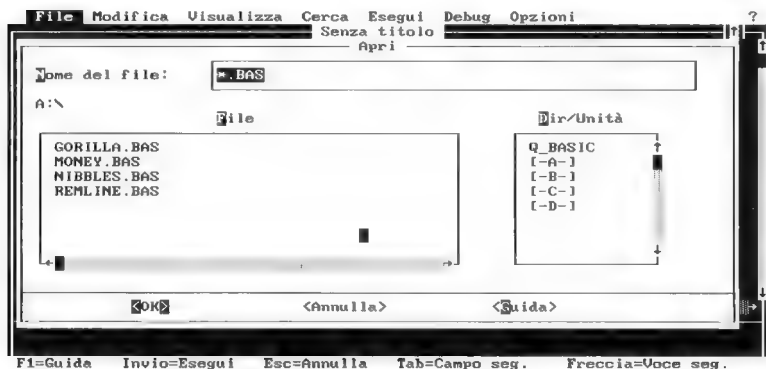 File Modifica Visualizza Cerca Esegui Debug Opzioni ?
Senza titolo
Apri
Nome del file: *.BAS
A:\
File Dir/Unità
GORILLA.BAS Q_BASIC
MONEY.BAS [-A-]
NIBBLES.BAS [-B-]
REMLINE.BAS [-C-]
[-D-]
<OK> <Annulla> <Guida>
F1=Guida Invio=Esegui Esc=Annulla Tab=Campo seg. Freccia=Voce seg.